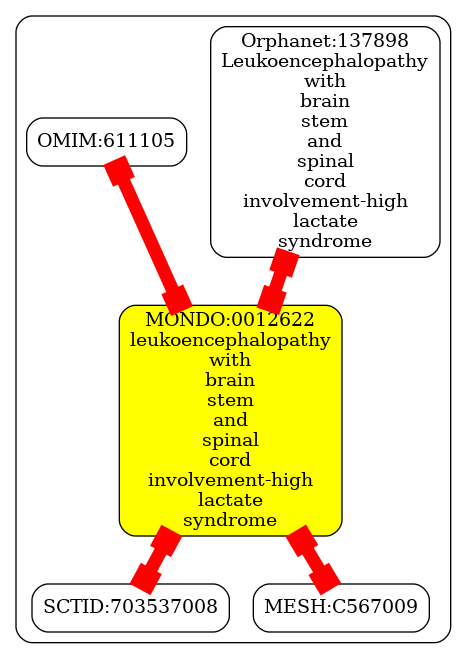 Orphanet:137898
Leukoencephalopathy
with
brain
stem
and
spinal
cord
involvement-high
lactate
syndrome
OMIM:611105
MONDO:0012622
leukoencephalopathy
with
brain
stem
and
spinal
cord
involvement-high
lactate
syndrome
SCTID:703537008
MESH:C567009